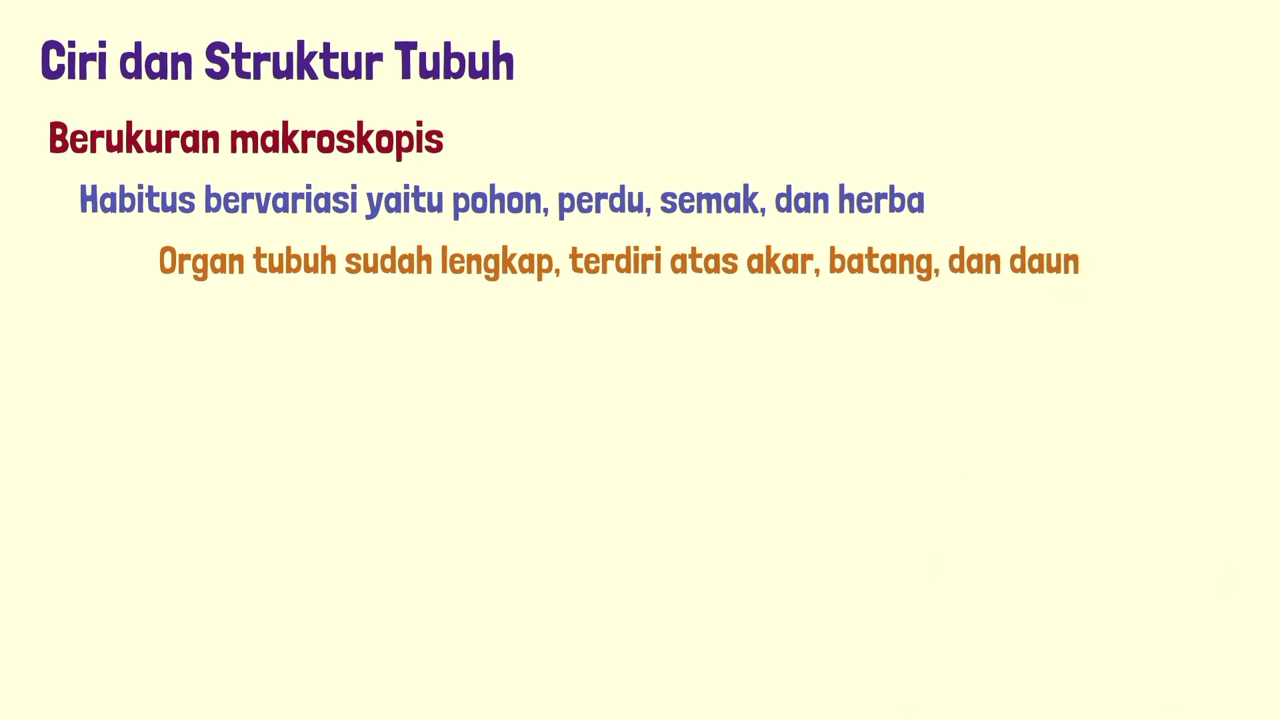 Ciri dan Struktur Tubuh
Berukuran makroskopis
Habitus bervariasi yaitu pohon, perdu, semak, dan herba
Organ tubuh sudah lengkap, terdiri atas akar, batang, dan daun